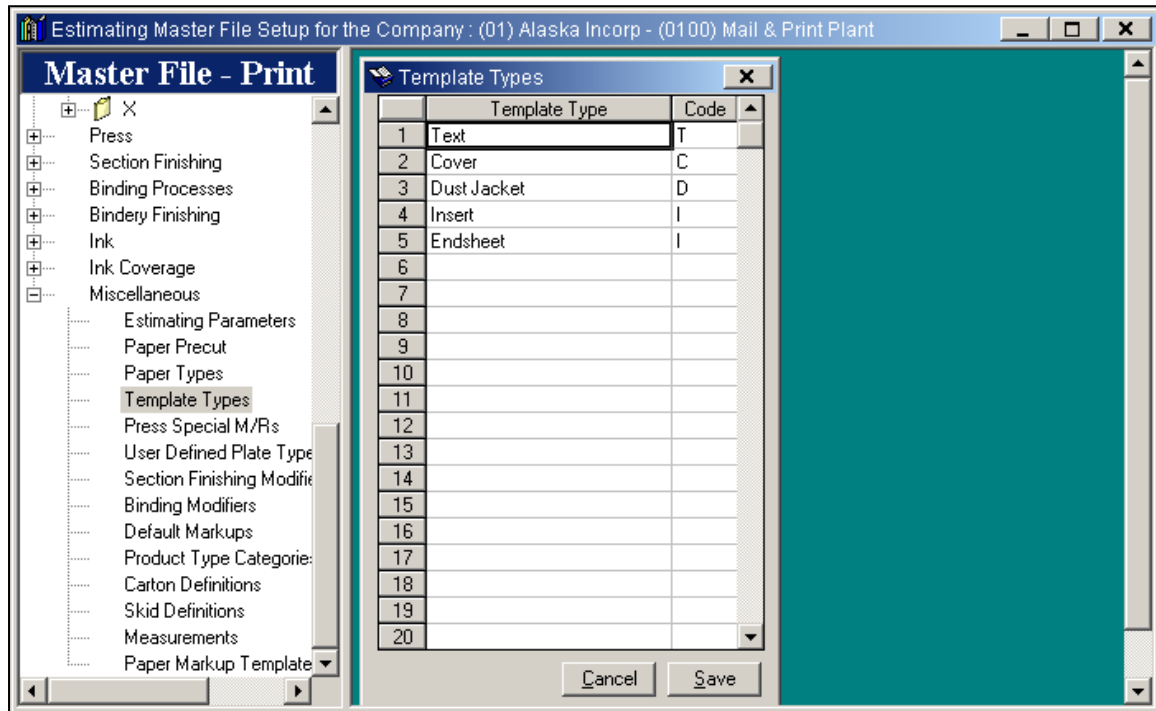 Estimating Master File Setup for the Company : (01) Alaska Incorp - (0100) Mail & Print Plant
Master File - Print
X
Press
Section Finishing
Binding Processes
Bindery Finishing
Ink
Ink Coverage
Miscellaneous
Estimating Parameters
Paper Precut
Paper Types
Template Types
Press Special M/Rs
User Defined Plate Type
Section Finishing Modifie
Binding Modifiers
Default Markups
Product Type Categories
Carton Definitions
Skid Definitions
Measurements
Paper Markup Template
Template Types
Template Type Code
1 Text T
2 Cover C
3 Dust Jacket D
4 Insert I
5 Endsheet I
6
7
8
9
10
11
12
13
14
15
16
17
18
19
20
Cancel Save